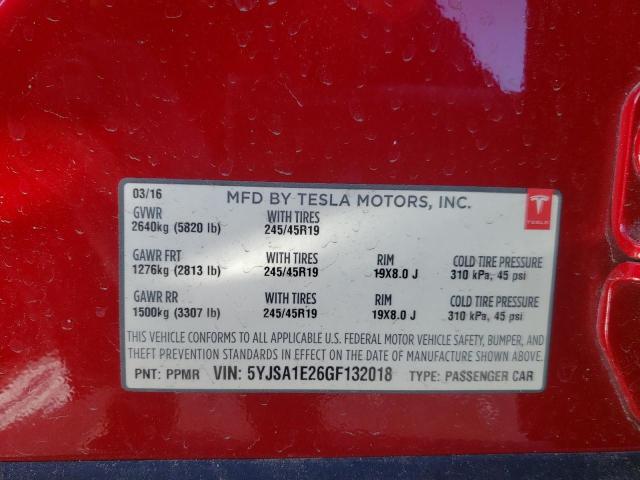 03/16 MFD BY TESLA MOTORS, INC.
GVWR WITH TIRES
2640kg (5820 lb) 245/45R19
TESLA
GAWR FRT WITH TIRES RIM COLD TIRE PRESSURE
1276kg (2813 lb) 245/45R19 19X8.0 J 310 kPa, 45 psi
GAWR RR WITH TIRES RIM COLD TIRE PRESSURE
1500kg (3307 lb) 245/45R19 19X8.0 J 310 kPa, 45 psi
THIS VEHICLE CONFORMS TO ALL APPLICABLE U.S. FEDERAL MOTOR VEHICLE SAFETY, BUMPER, AND
THEFT PREVENTION STANDARDS IN EFFECT ON THE DATE OF MANUFACTURE SHOWN ABOVE.
PNT: PPMR VIN: 5YJSA1E26GF132018 TYPE: PASSENGER CAR